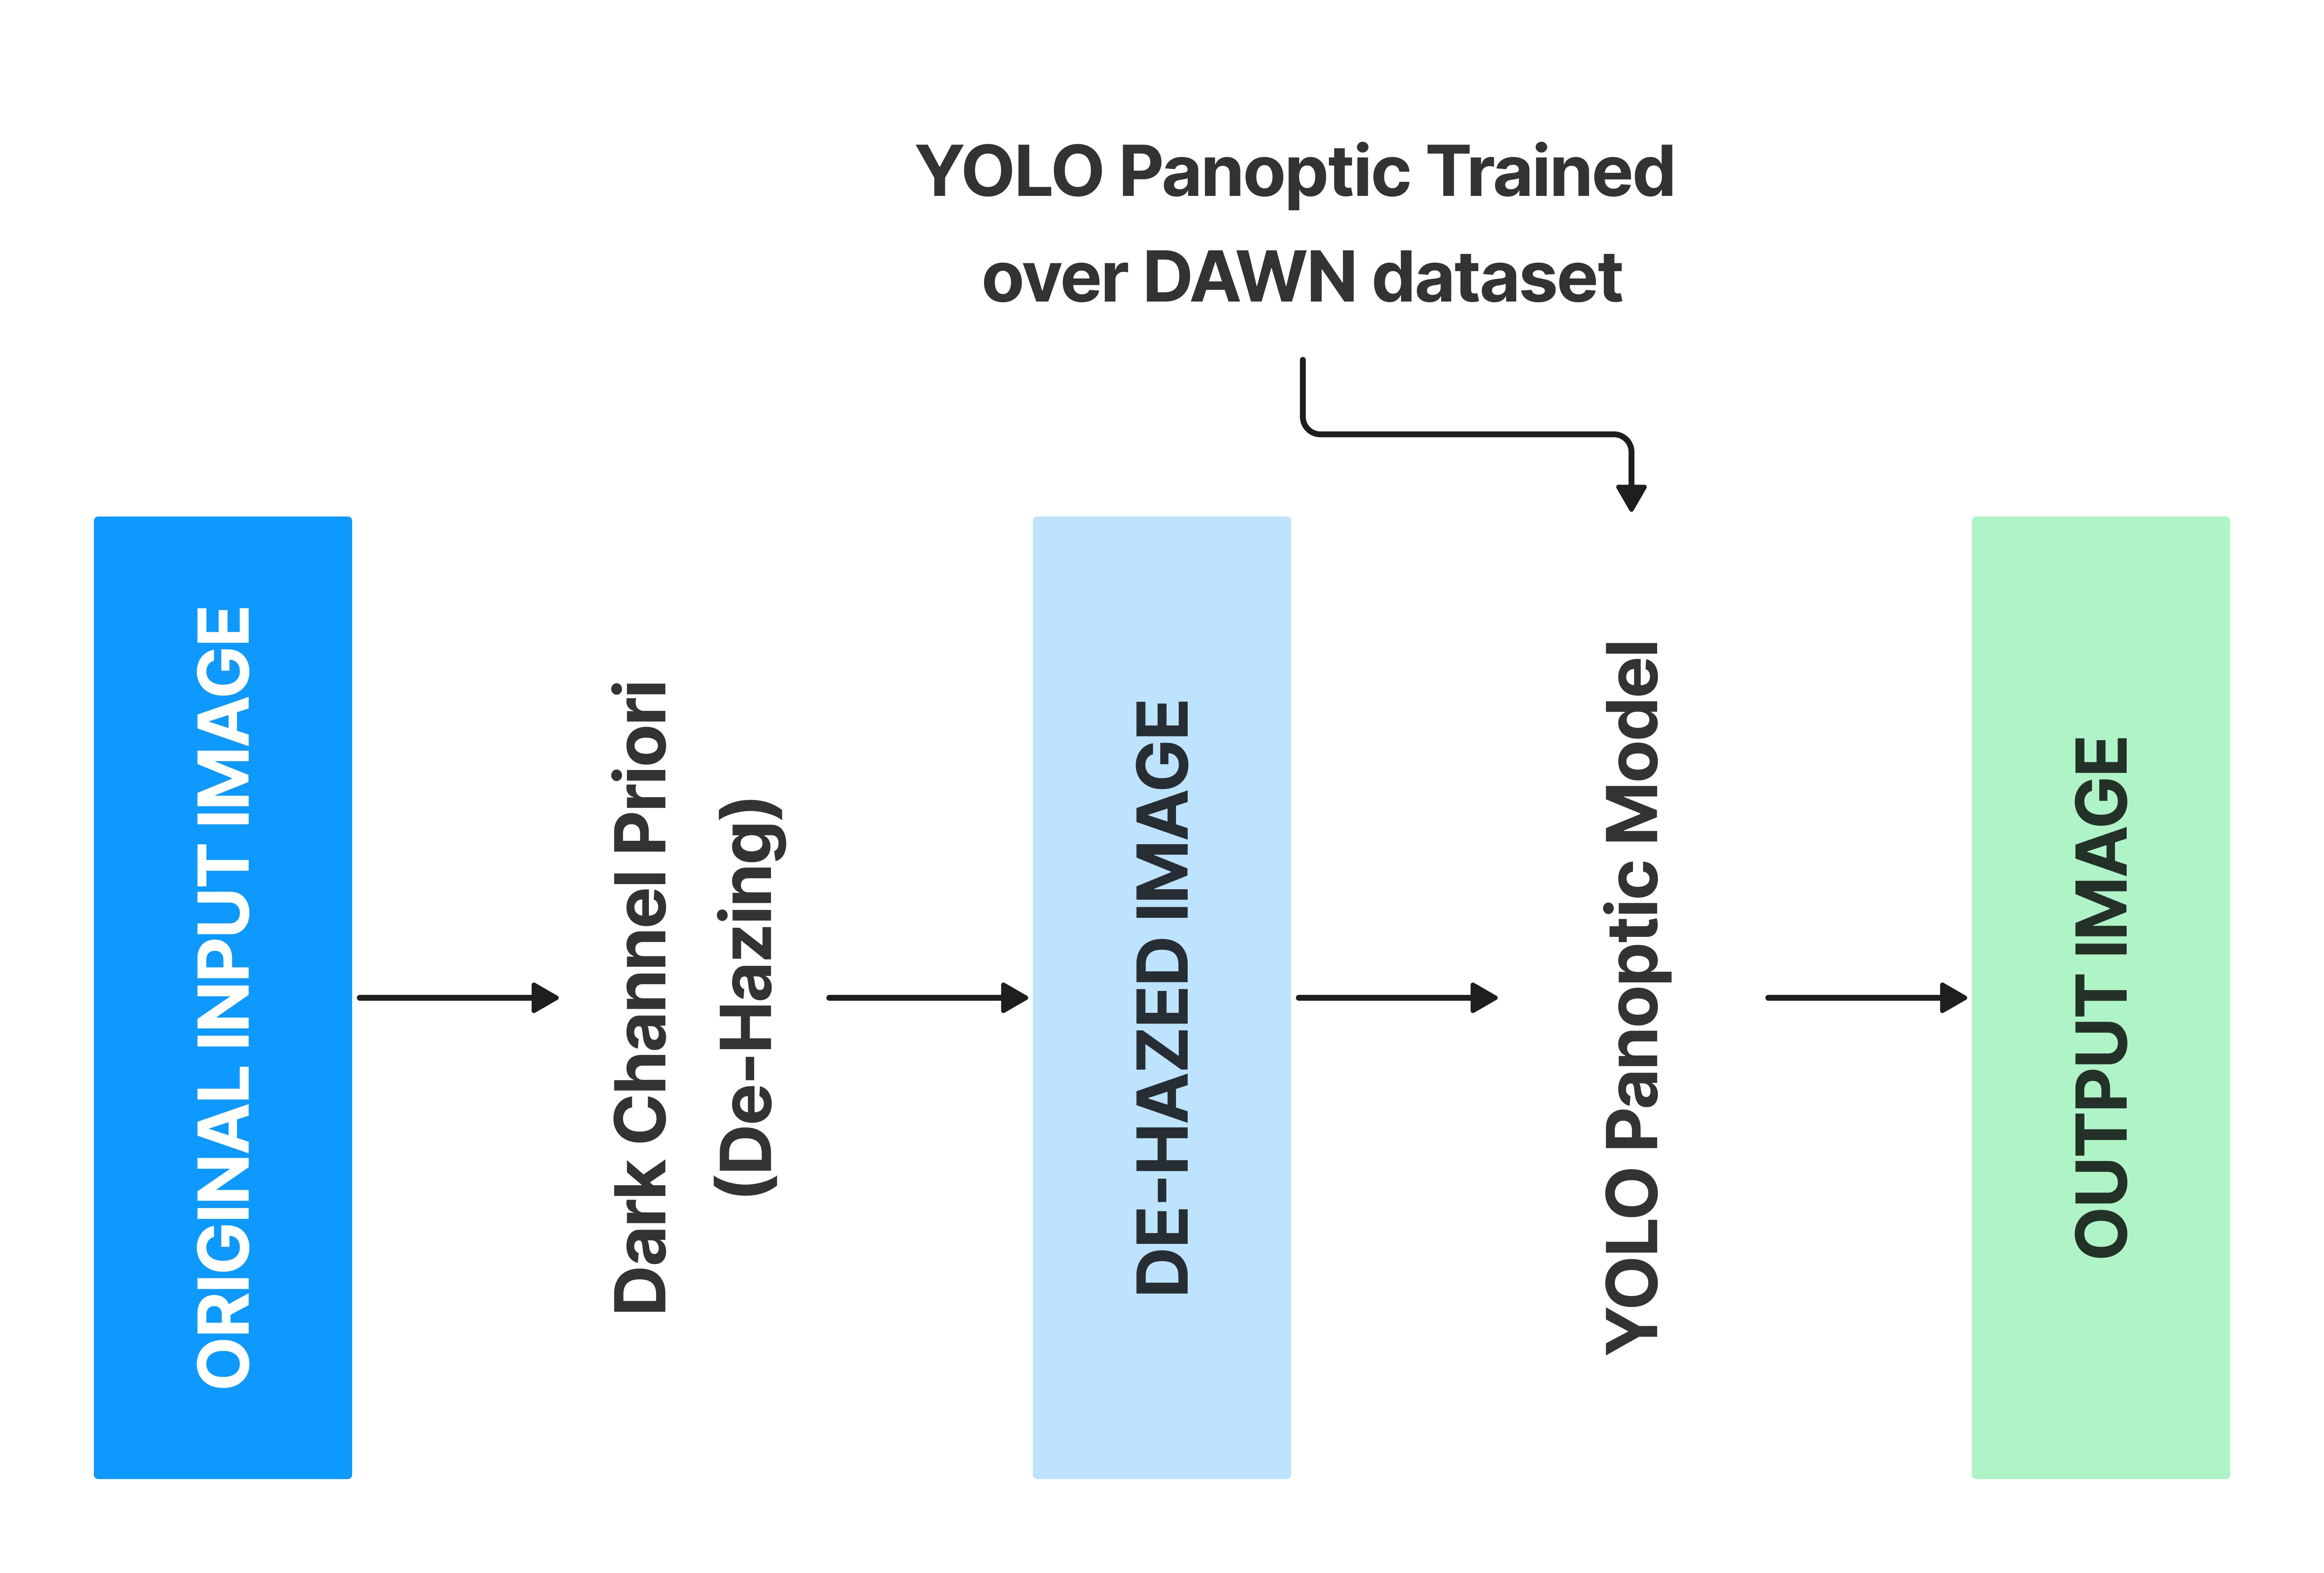 YOLO Panoptic Trained
over DAWN dataset
ORIGINAL INPUT IMAGE
Dark Channel Priori
(De-Hazing)
DE-HAZED IMAGE
YOLO Panoptic Model
OUTPUT IMAGE